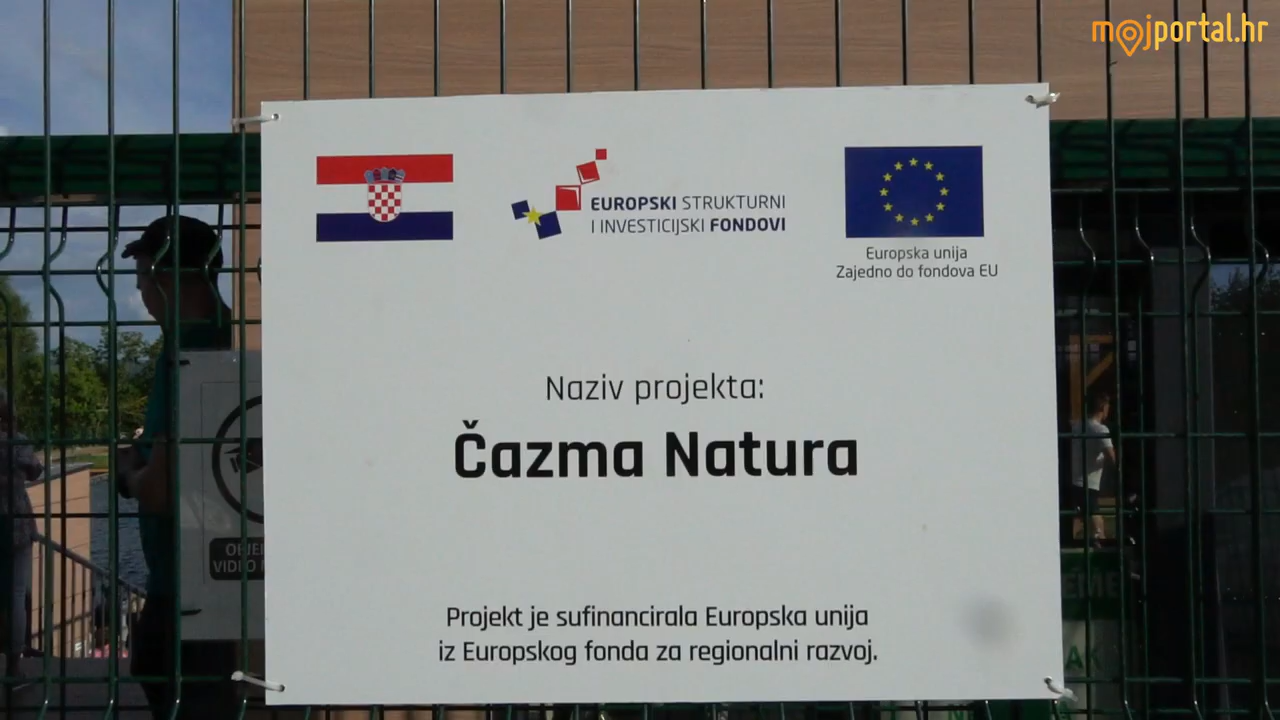 mojportal.hr
EUROPSKI STRUKTURNI
I INVESTICIJSKI FONDOVI
Europska unija
Zajedno do fondova EU
Naziv projekta:
Čazma Natura
Projekt je sufinancirala Europska unija
iz Europskog fonda za regionalni razvoj.